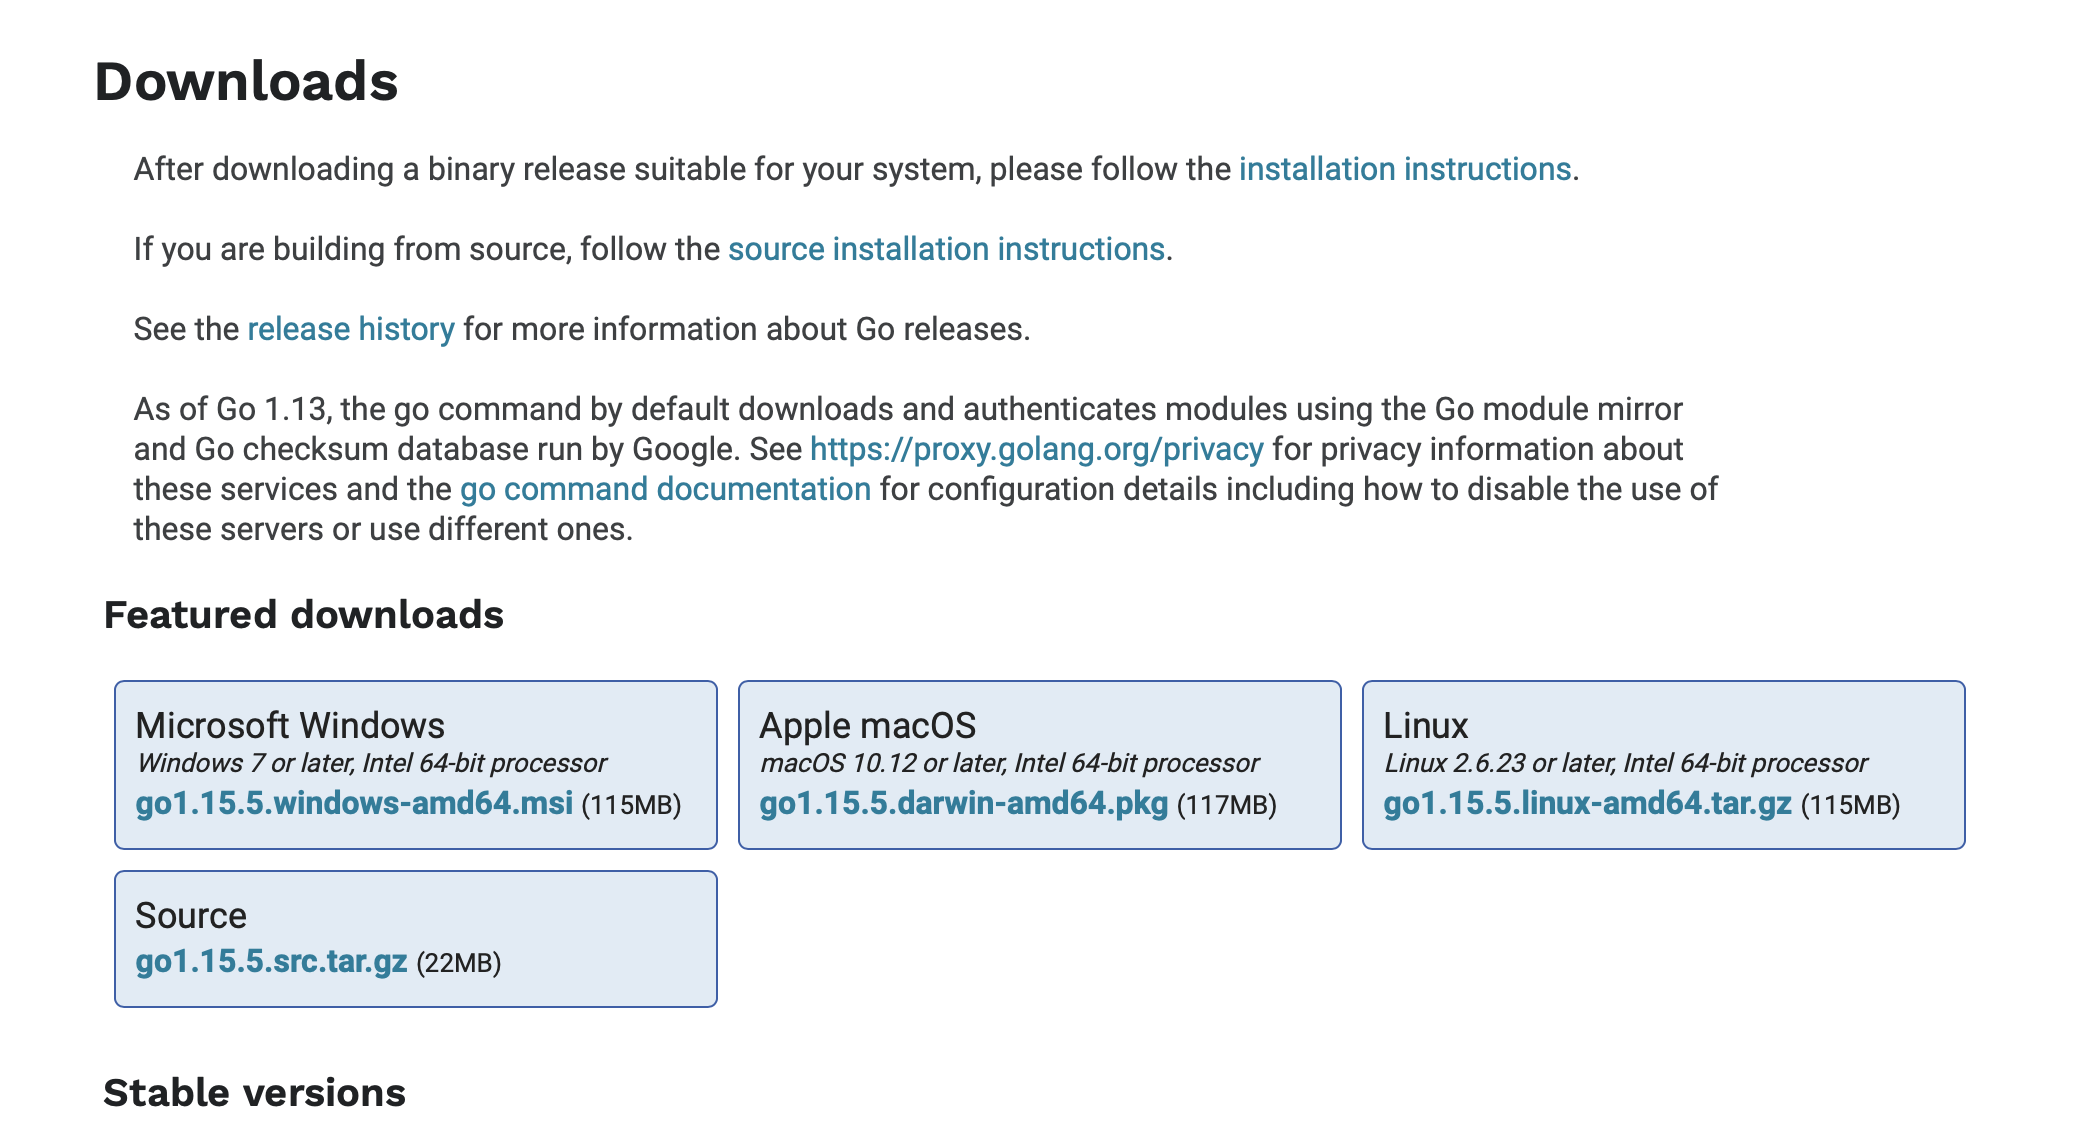 Downloads
After downloading a binary release suitable for your system, please follow the installation instructions.
If you are building from source, follow the source installation instructions.
See the release history for more information about Go releases.
As of Go 1.13, the go command by default downloads and authenticates modules using the Go module mirror
and Go checksum database run by Google. See https://proxy.golang.org/privacy for privacy information about
these services and the go command documentation for configuration details including how to disable the use of
these servers or use different ones.
Featured downloads
Microsoft Windows
Windows 7 or later, Intel 64-bit processor
go1.15.5.windows-amd64.msi (115MB)
Apple macOS
macOS 10.12 or later, Intel 64-bit processor
go1.15.5.darwin-amd64.pkg (117MB)
Linux
Linux 2.6.23 or later, Intel 64-bit processor
go1.15.5.linux-amd64.tar.gz (115MB)
Source
go1.15.5.src.tar.gz (22MB)
Stable versions